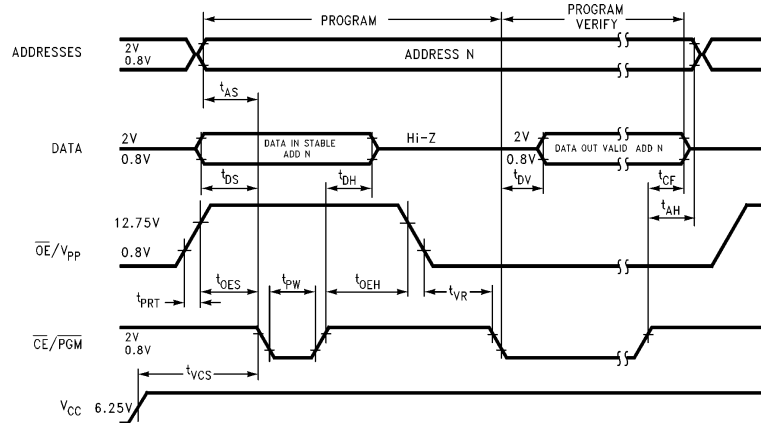 PROGRAM
PROGRAM
VERIFY
ADDRESSES
2V
0.8V
ADDRESS N
tAS
DATA
2V
0.8V
DATA IN STABLE
ADD N
Hi-Z
2V
0.8V
DATA OUT VALID ADD N
tDS
tDH
tDV
tCF
tAH
12.75V
OE/VPP
0.8V
tPRT
tOES
tPW
tOEH
tVR
CE/PGM
2V
0.8V
tVCS
VCC
6.25V